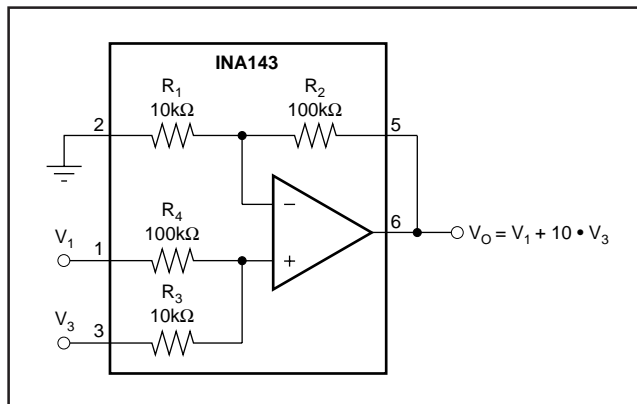 INA143
R1
10kΩ
R2
100kΩ
2
5
−
6
VO = V1 + 10 • V3
R4
100kΩ
V1
1
+
R3
10kΩ
V3
3